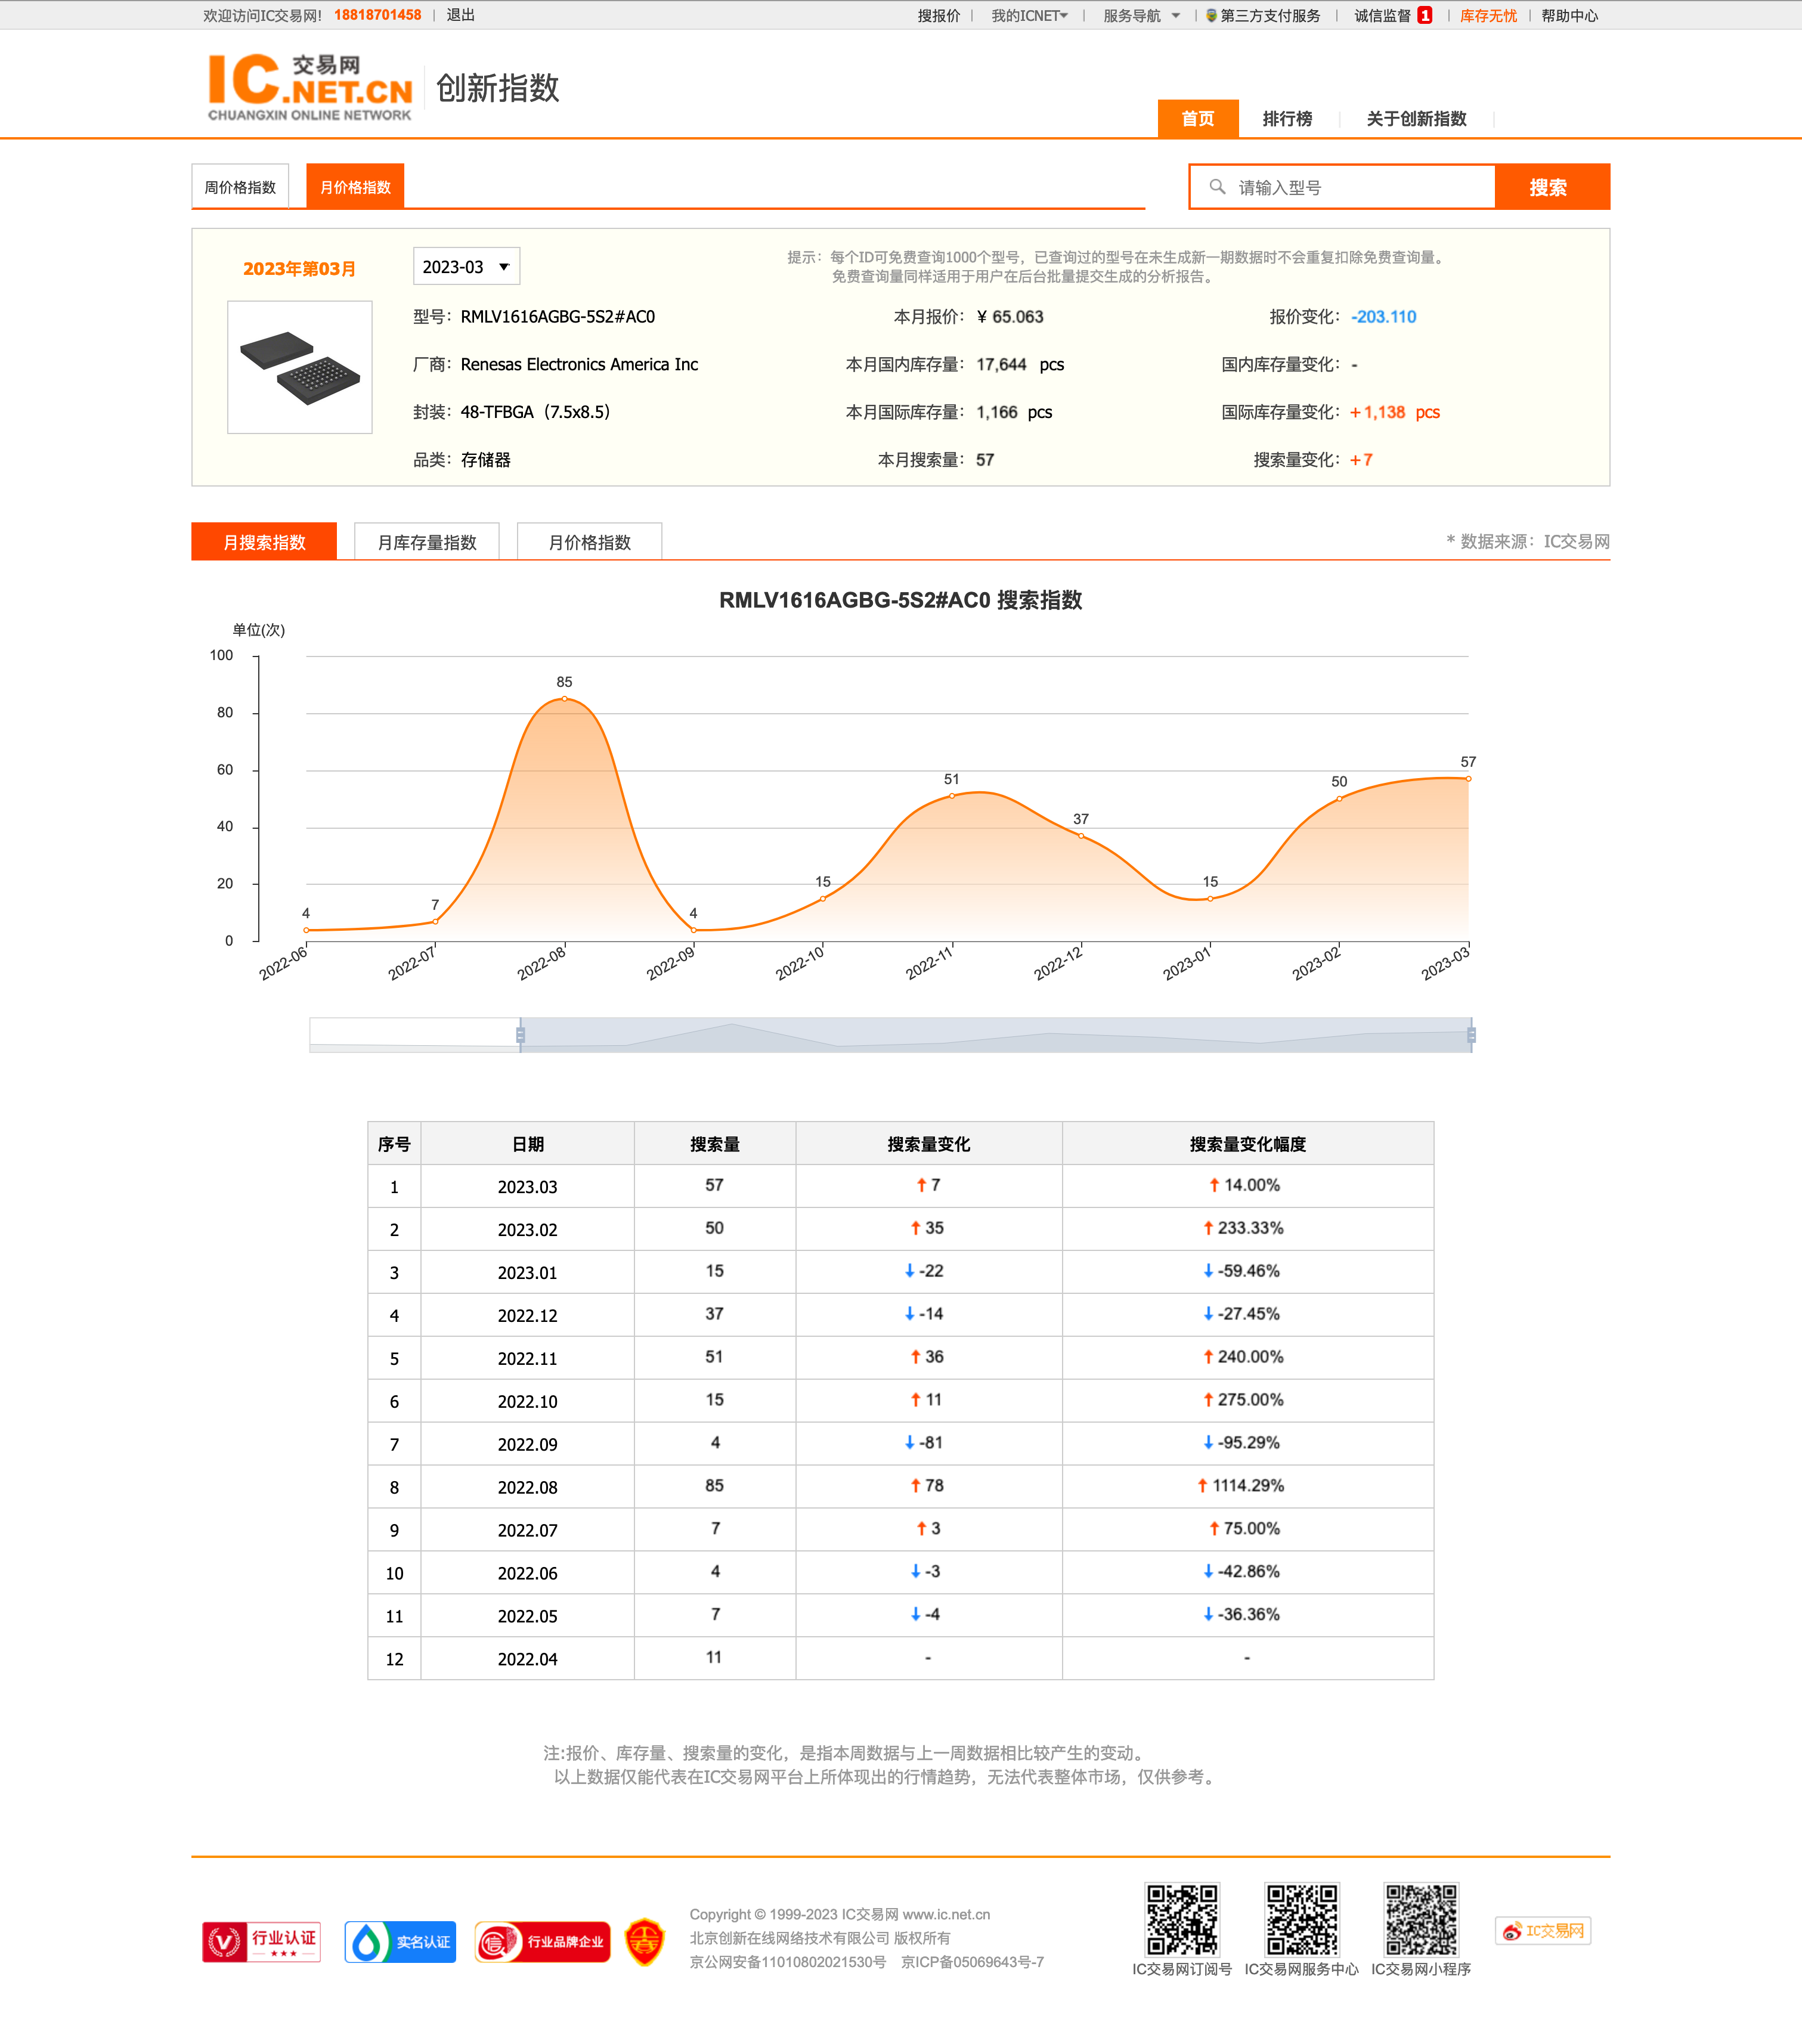 欢迎访问IC交易网! 18818701458 | 退出 搜报价 | 我的ICNET | 服务导航 | 第三方支付服务 | 诚信监督 1 | 库存无忧 | 帮助中心
IC 交易网 .NET.CN
CHUANGXIN ONLINE NETWORK
创新指数
首页 排行榜 关于创新指数
周价格指数 月价格指数 请输入型号 搜索
2023年第03月 2023-03
提示：每个ID可免费查询1000个型号，已查询过的型号在未生成新一期数据时不会重复扣除免费查询量。
免费查询量同样适用于用户在后台批量提交生成的分析报告。
型号：RMLV1616AGBG-5S2#AC0 本月报价：¥ 65.063 报价变化：-203.110
厂商：Renesas Electronics America Inc 本月国内库存量：17,644 pcs 国内库存量变化：-
封装：48-TFBGA（7.5x8.5） 本月国际库存量：1,166 pcs 国际库存量变化：+1,138 pcs
品类：存储器 本月搜索量：57 搜索量变化：+7
月搜索指数 月库存量指数 月价格指数 * 数据来源：IC交易网
RMLV1616AGBG-5S2#AC0 搜索指数
单位(次)
100
80
60
40
20
0
4 7 85 4 15 51 37 15 50 57
2022-06 2022-07 2022-08 2022-09 2022-10 2022-11 2022-12 2023-01 2023-02 2023-03
序号 日期 搜索量 搜索量变化 搜索量变化幅度
1 2023.03 57 ↑ 7 ↑ 14.00%
2 2023.02 50 ↑ 35 ↑ 233.33%
3 2023.01 15 ↓ -22 ↓ -59.46%
4 2022.12 37 ↓ -14 ↓ -27.45%
5 2022.11 51 ↑ 36 ↑ 240.00%
6 2022.10 15 ↑ 11 ↑ 275.00%
7 2022.09 4 ↓ -81 ↓ -95.29%
8 2022.08 85 ↑ 78 ↑ 1114.29%
9 2022.07 7 ↑ 3 ↑ 75.00%
10 2022.06 4 ↓ -3 ↓ -42.86%
11 2022.05 7 ↓ -4 ↓ -36.36%
12 2022.04 11 - -
注:报价、库存量、搜索量的变化，是指本周数据与上一周数据相比较产生的变动。
以上数据仅能代表在IC交易网平台上所体现出的行情趋势，无法代表整体市场，仅供参考。
行业认证 实名认证 信 行业品牌企业
Copyright © 1999-2023 IC交易网 www.ic.net.cn
北京创新在线网络技术有限公司 版权所有
京公网安备11010802021530号 京ICP备05069643号-7
IC交易网订阅号 IC交易网服务中心 IC交易网小程序
IC交易网